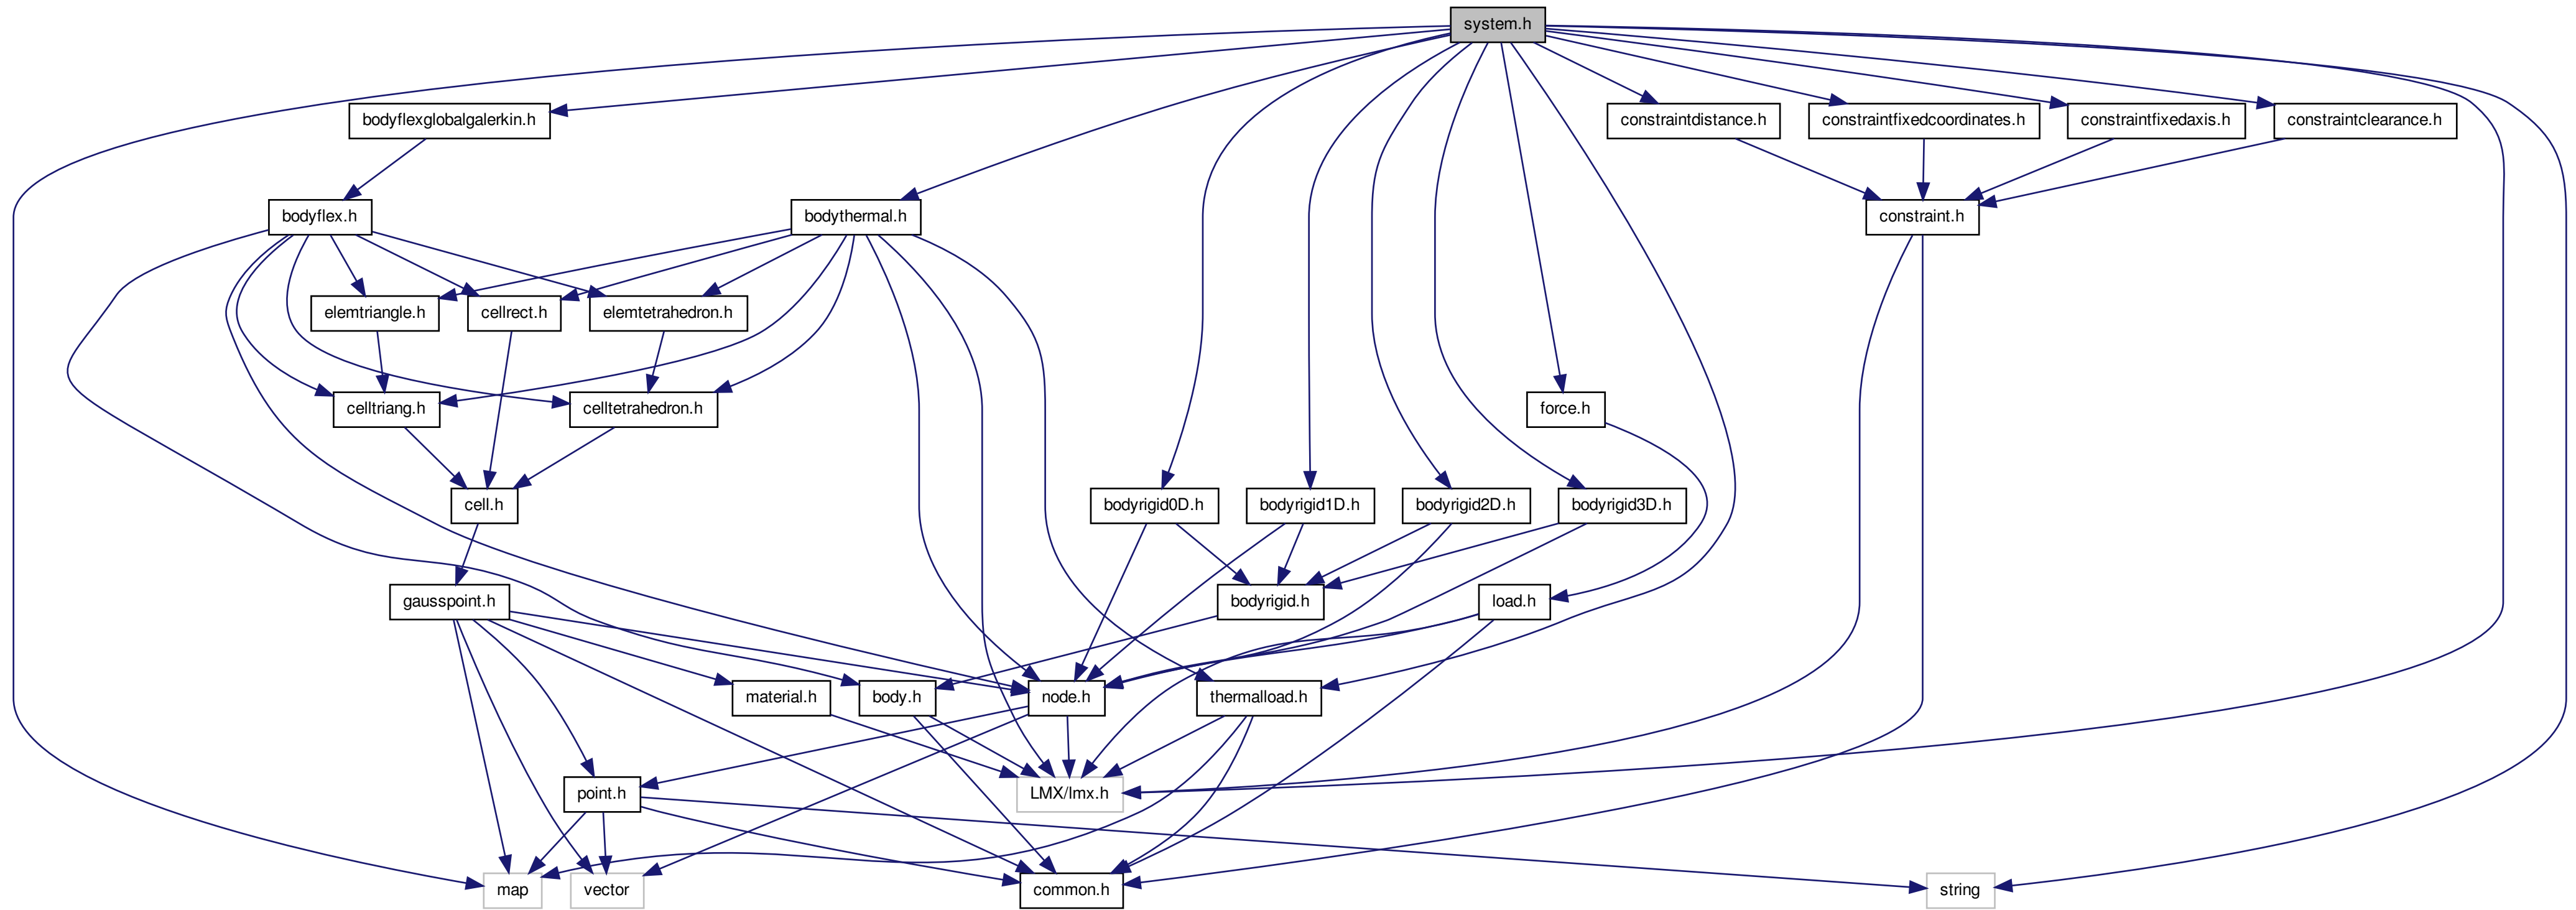 system.h
bodyflexglobalgalerkin.h
constraintdistance.h
constraintfixedcoordinates.h
constraintfixedaxis.h
constraintclearance.h
bodyflex.h
bodythermal.h
constraint.h
elemtriangle.h
cellrect.h
elemtetrahedron.h
celltriang.h
celltetrahedron.h
force.h
cell.h
bodyrigid0D.h
bodyrigid1D.h
bodyrigid2D.h
bodyrigid3D.h
gausspoint.h
bodyrigid.h
load.h
material.h
body.h
node.h
thermalload.h
point.h
LMX/lmx.h
map
vector
common.h
string